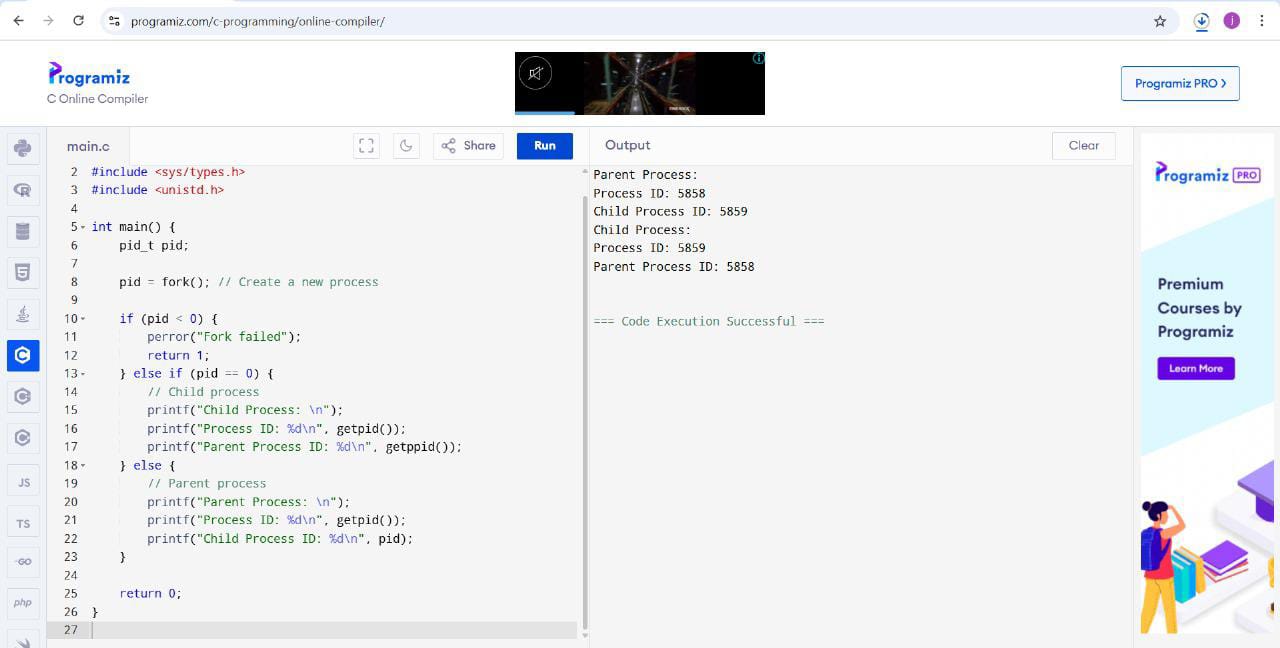 programiz.com/c-programming/online-compiler/
j
Programiz
C Online Compiler
Programiz PRO
main.c
Share
Run
Output
Clear
2 #include <sys/types.h>
3 #include <unistd.h>
4
5 int main() {
6     pid_t pid;
7
8     pid = fork(); // Create a new process
9
10     if (pid < 0) {
11         perror("Fork failed");
12         return 1;
13     } else if (pid == 0) {
14         // Child process
15         printf("Child Process: \n");
16         printf("Process ID: %d\n", getpid());
17         printf("Parent Process ID: %d\n", getppid());
18     } else {
19         // Parent process
20         printf("Parent Process: \n");
21         printf("Process ID: %d\n", getpid());
22         printf("Child Process ID: %d\n", pid);
23     }
24
25     return 0;
26 }
27
Parent Process:
Process ID: 5858
Child Process ID: 5859
Child Process:
Process ID: 5859
Parent Process ID: 5858
=== Code Execution Successful ===
R
5
C
C
C
JS
TS
GO
php
Programiz PRO
Premium
Courses by
Programiz
Learn More